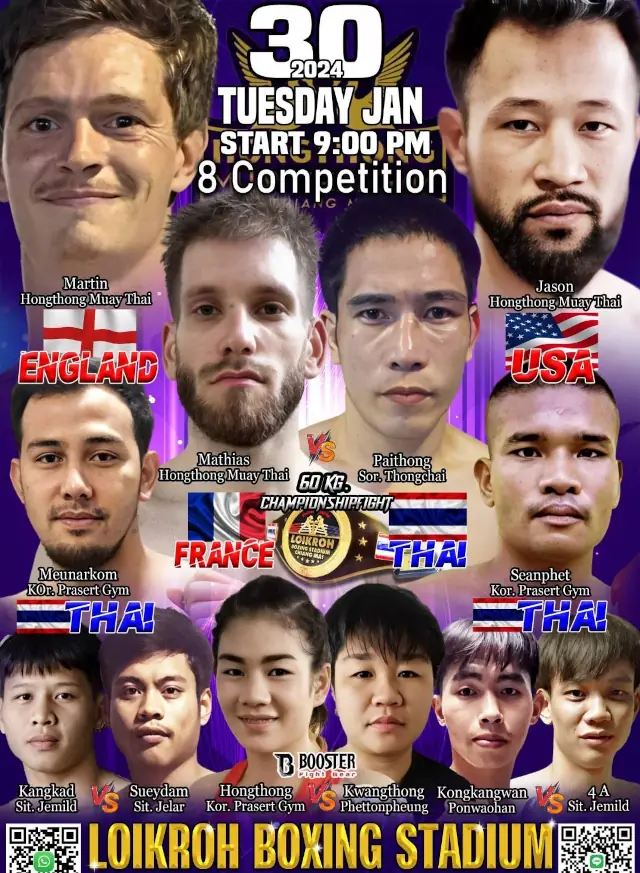 30
2024
TUESDAY JAN
START 9:00 PM
HONGTHONG
8 Competition
Martin
Hongthong Muay Thai
ENGLAND
Jason
Hongthong Muay Thai
USA
Mathias
Hongthong Muay Thai
VS
Paithong
Sor. Thongchai
60 KG.
CHAMPIONSHIPFIGHT
FRANCE
LOIKROH
BOXING STADIUM
CHIANG MAI
THAI
Meunarkom
KOr. Prasert Gym
THAI
Seanphet
Kor. Prasert Gym
THAI
BOOSTER
Fight Gear
Kangkad
Sit. Jemild
VS
Sueydam
Sit. Jelar
Hongthong
Kor. Prasert Gym
VS
Kwangthong
Phettonpheung
Kongkangwan
Ponwaohan
VS
4 A
Sit. Jemild
LOIKROH BOXING STADIUM